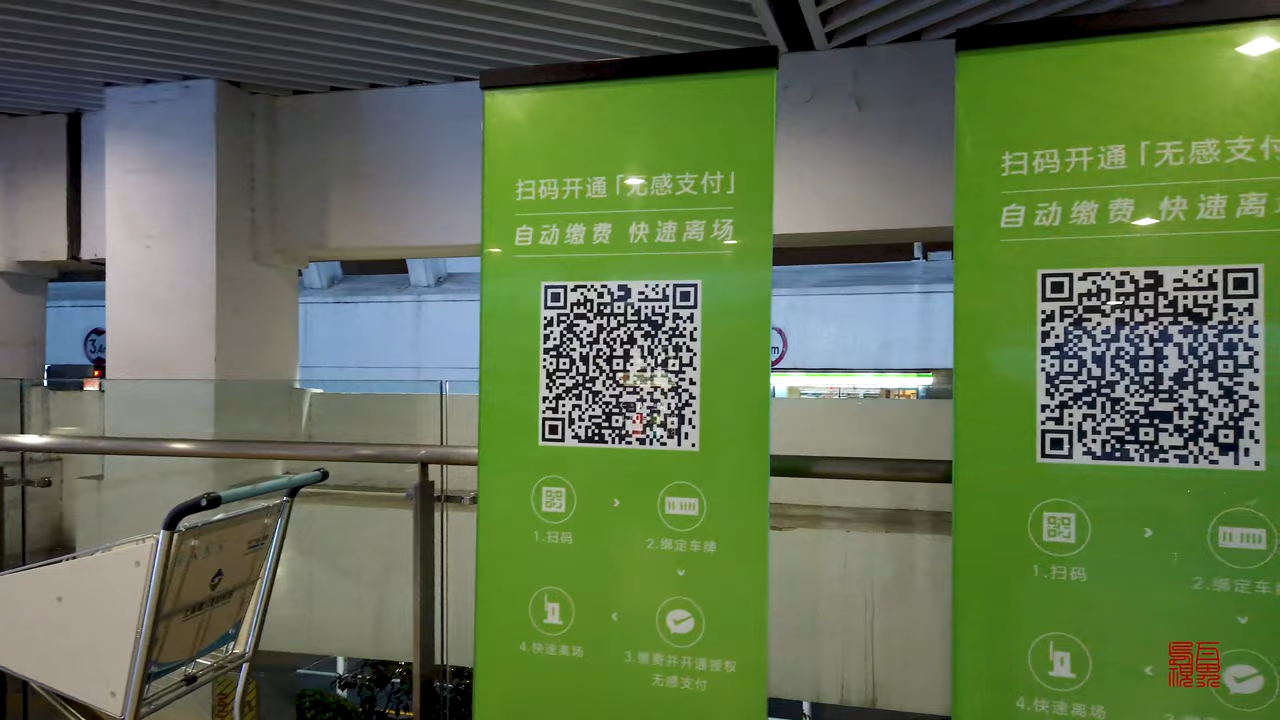 扫码开通「无感支付」
自动缴费 快速离场
1.扫码
2.绑定车牌
4.快速离场
3.缴费并开通授权
无感支付
扫码开通「无感支付
自动缴费 快速离
1.扫码
2.绑定车
4.快速离场